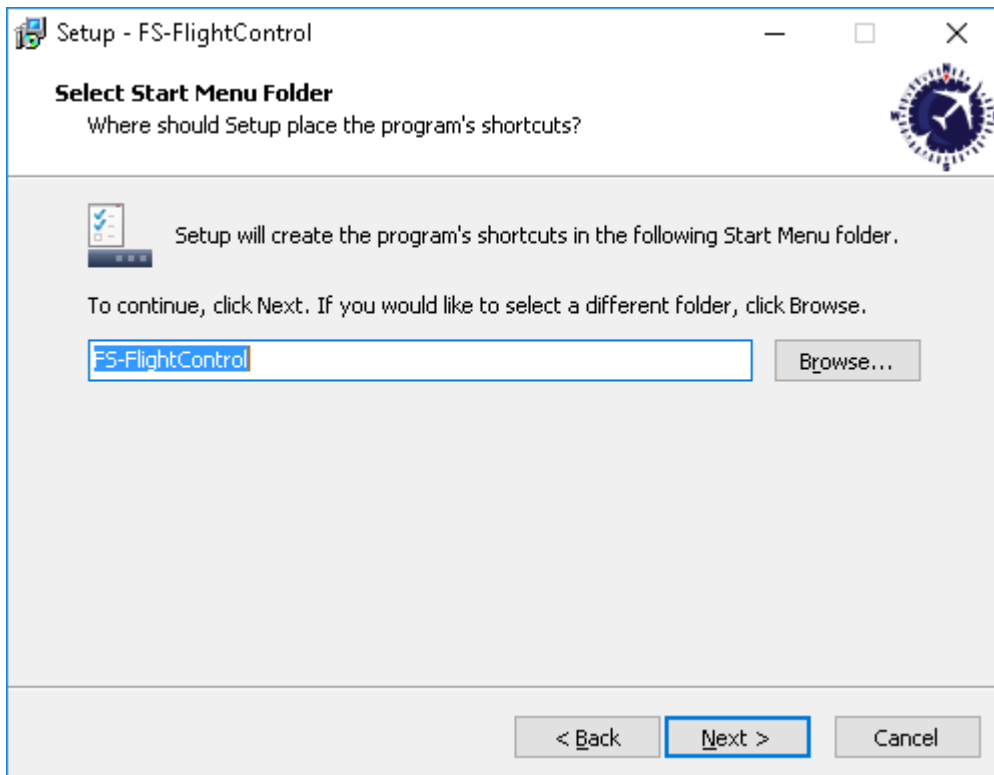 Setup - FS-FlightControl
Select Start Menu Folder
Where should Setup place the program's shortcuts?
N
W
S
Setup will create the program's shortcuts in the following Start Menu folder.
To continue, click Next. If you would like to select a different folder, click Browse.
FS-FlightControl
Browse...
< Back
Next >
Cancel